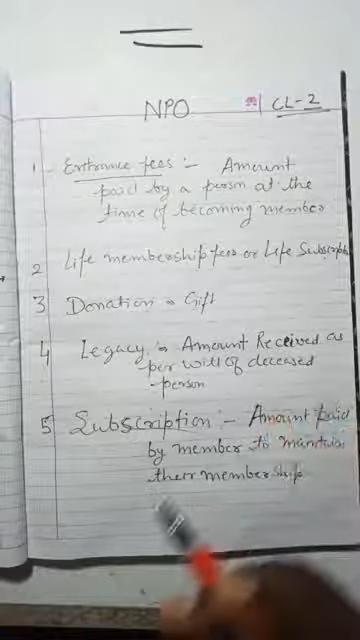 NPO CL-2
1. Entrance fees :- Amount
paid by a person at the
time of becoming member
2 Life membership fees or Life Subscription
3 Donation → Gift
4 Legacy → Amount Received as
per will of deceased
person
5 Subscription :- Amount paid
by member to maintain
their membership